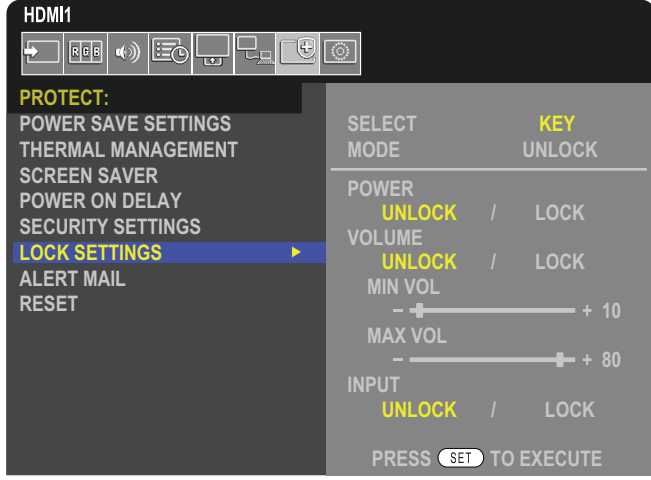 HDMI1
RGB
PROTECT:
POWER SAVE SETTINGS
THERMAL MANAGEMENT
SCREEN SAVER
POWER ON DELAY
SECURITY SETTINGS
LOCK SETTINGS
ALERT MAIL
RESET
SELECT KEY
MODE UNLOCK
POWER
UNLOCK / LOCK
VOLUME
UNLOCK / LOCK
MIN VOL
- + 10
MAX VOL
- + 80
INPUT
UNLOCK / LOCK
PRESS SET TO EXECUTE